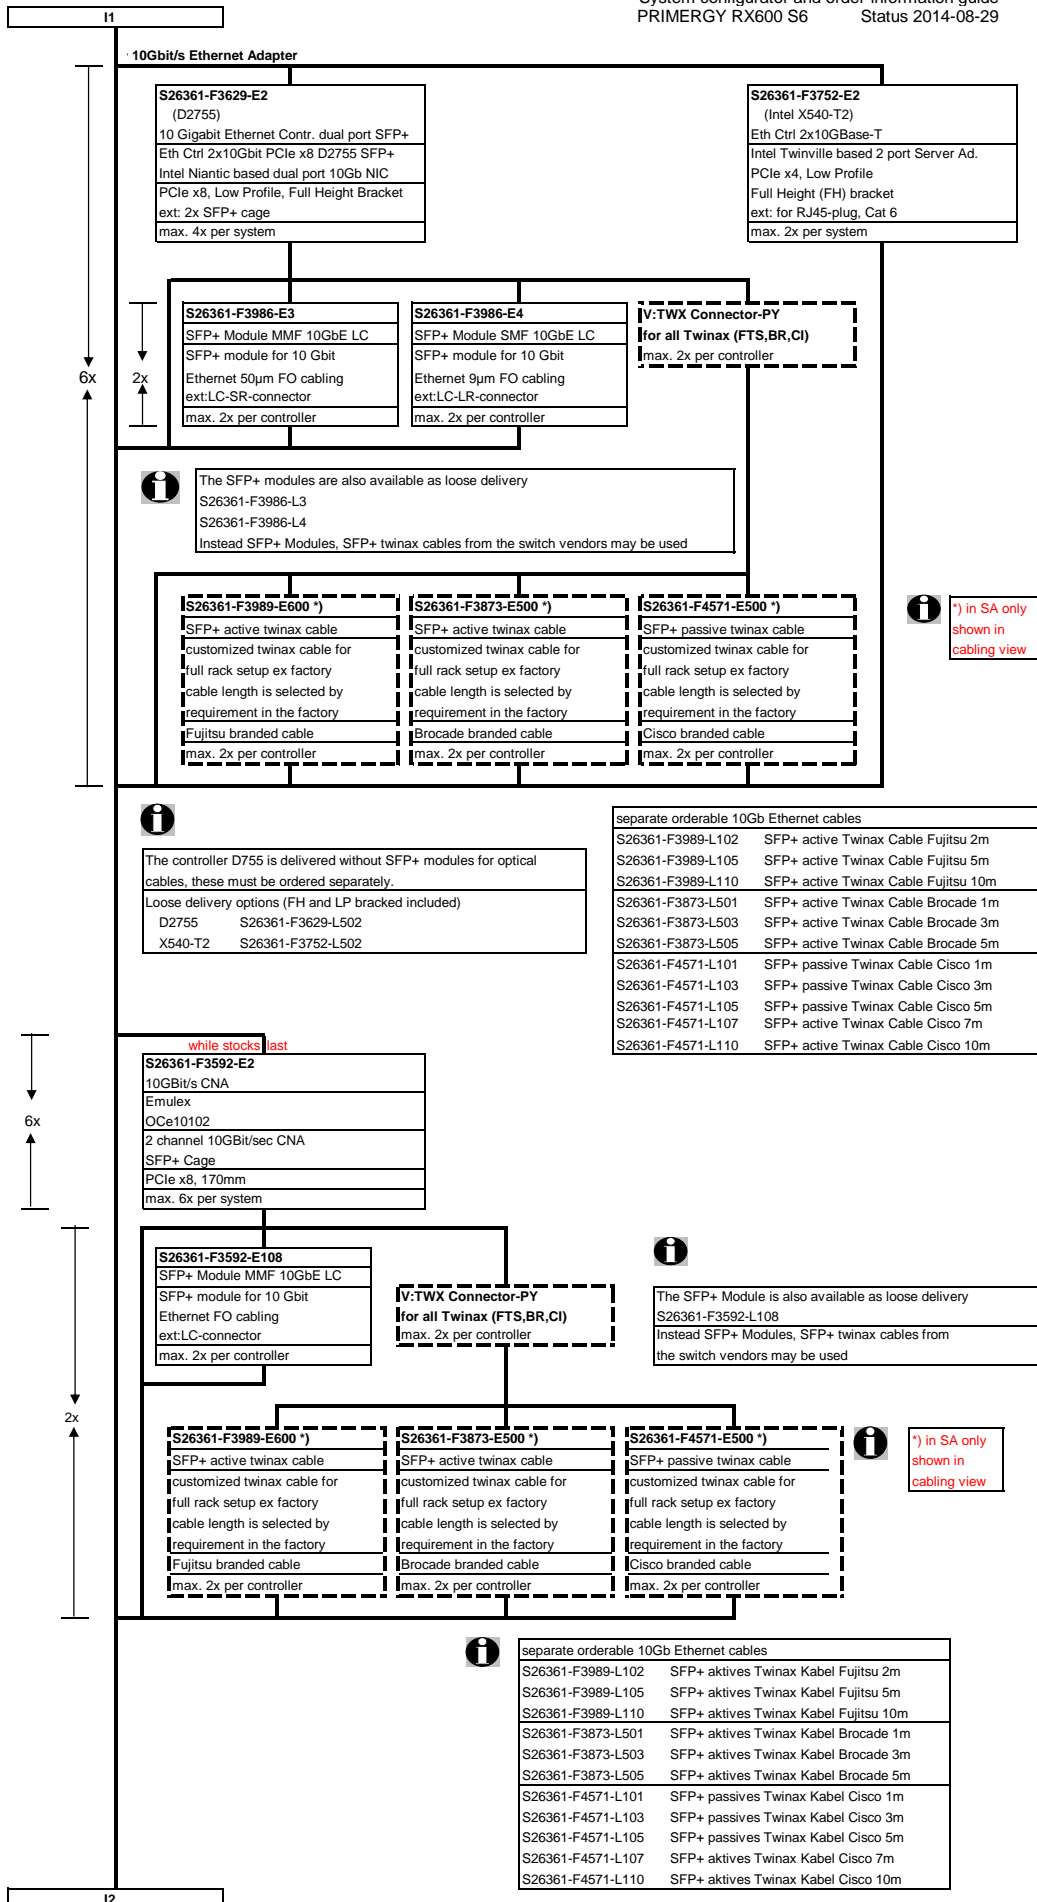 System configurator and order-information guide
PRIMERGY RX600 S6 Status 2014-08-29
I1
10Gbit/s Ethernet Adapter
S26361-F3629-E2
(D2755)
10 Gigabit Ethernet Contr. dual port SFP+
Eth Ctrl 2x10Gbit PCIe x8 D2755 SFP+
Intel Niantic based dual port 10Gb NIC
PCIe x8, Low Profile, Full Height Bracket
ext: 2x SFP+ cage
max. 4x per system
S26361-F3752-E2
(Intel X540-T2)
Eth Ctrl 2x10GBase-T
Intel Twinville based 2 port Server Ad.
PCIe x4, Low Profile
Full Height (FH) bracket
ext: for RJ45-plug, Cat 6
max. 2x per system
6x
2x
S26361-F3986-E3
SFP+ Module MMF 10GbE LC
SFP+ module for 10 Gbit
Ethernet 50µm FO cabling
ext:LC-SR-connector
max. 2x per controller
S26361-F3986-E4
SFP+ Module SMF 10GbE LC
SFP+ module for 10 Gbit
Ethernet 9µm FO cabling
ext:LC-LR-connector
max. 2x per controller
V:TWX Connector-PY
for all Twinax (FTS,BR,CI)
max. 2x per controller
The SFP+ modules are also available as loose delivery
S26361-F3986-L3
S26361-F3986-L4
Instead SFP+ Modules, SFP+ twinax cables from the switch vendors may be used
S26361-F3989-E600 *)
SFP+ active twinax cable
customized twinax cable for
full rack setup ex factory
cable length is selected by
requirement in the factory
Fujitsu branded cable
max. 2x per controller
S26361-F3873-E500 *)
SFP+ active twinax cable
customized twinax cable for
full rack setup ex factory
cable length is selected by
requirement in the factory
Brocade branded cable
max. 2x per controller
S26361-F4571-E500 *)
SFP+ passive twinax cable
customized twinax cable for
full rack setup ex factory
cable length is selected by
requirement in the factory
Cisco branded cable
max. 2x per controller
*) in SA only
shown in
cabling view
The controller D755 is delivered without SFP+ modules for optical
cables, these must be ordered separately.
Loose delivery options (FH and LP bracked included)
D2755 S26361-F3629-L502
X540-T2 S26361-F3752-L502
separate orderable 10Gb Ethernet cables
S26361-F3989-L102 SFP+ active Twinax Cable Fujitsu 2m
S26361-F3989-L105 SFP+ active Twinax Cable Fujitsu 5m
S26361-F3989-L110 SFP+ active Twinax Cable Fujitsu 10m
S26361-F3873-L501 SFP+ active Twinax Cable Brocade 1m
S26361-F3873-L503 SFP+ active Twinax Cable Brocade 3m
S26361-F3873-L505 SFP+ active Twinax Cable Brocade 5m
S26361-F4571-L101 SFP+ passive Twinax Cable Cisco 1m
S26361-F4571-L103 SFP+ passive Twinax Cable Cisco 3m
S26361-F4571-L105 SFP+ passive Twinax Cable Cisco 5m
S26361-F4571-L107 SFP+ active Twinax Cable Cisco 7m
S26361-F4571-L110 SFP+ active Twinax Cable Cisco 10m
while stocks last
6x
S26361-F3592-E2
10GBit/s CNA
Emulex
OCe10102
2 channel 10GBit/sec CNA
SFP+ Cage
PCIe x8, 170mm
max. 6x per system
2x
S26361-F3592-E108
SFP+ Module MMF 10GbE LC
SFP+ module for 10 Gbit
Ethernet FO cabling
ext:LC-connector
max. 2x per controller
V:TWX Connector-PY
for all Twinax (FTS,BR,CI)
max. 2x per controller
The SFP+ Module is also available as loose delivery
S26361-F3592-L108
Instead SFP+ Modules, SFP+ twinax cables from
the switch vendors may be used
S26361-F3989-E600 *)
SFP+ active twinax cable
customized twinax cable for
full rack setup ex factory
cable length is selected by
requirement in the factory
Fujitsu branded cable
max. 2x per controller
S26361-F3873-E500 *)
SFP+ active twinax cable
customized twinax cable for
full rack setup ex factory
cable length is selected by
requirement in the factory
Brocade branded cable
max. 2x per controller
S26361-F4571-E500 *)
SFP+ passive twinax cable
customized twinax cable for
full rack setup ex factory
cable length is selected by
requirement in the factory
Cisco branded cable
max. 2x per controller
*) in SA only
shown in
cabling view
separate orderable 10Gb Ethernet cables
S26361-F3989-L102 SFP+ aktives Twinax Kabel Fujitsu 2m
S26361-F3989-L105 SFP+ aktives Twinax Kabel Fujitsu 5m
S26361-F3989-L110 SFP+ aktives Twinax Kabel Fujitsu 10m
S26361-F3873-L501 SFP+ aktives Twinax Kabel Brocade 1m
S26361-F3873-L503 SFP+ aktives Twinax Kabel Brocade 3m
S26361-F3873-L505 SFP+ aktives Twinax Kabel Brocade 5m
S26361-F4571-L101 SFP+ passives Twinax Kabel Cisco 1m
S26361-F4571-L103 SFP+ passives Twinax Kabel Cisco 3m
S26361-F4571-L105 SFP+ passives Twinax Kabel Cisco 5m
S26361-F4571-L107 SFP+ aktives Twinax Kabel Cisco 7m
S26361-F4571-L110 SFP+ aktives Twinax Kabel Cisco 10m
I2